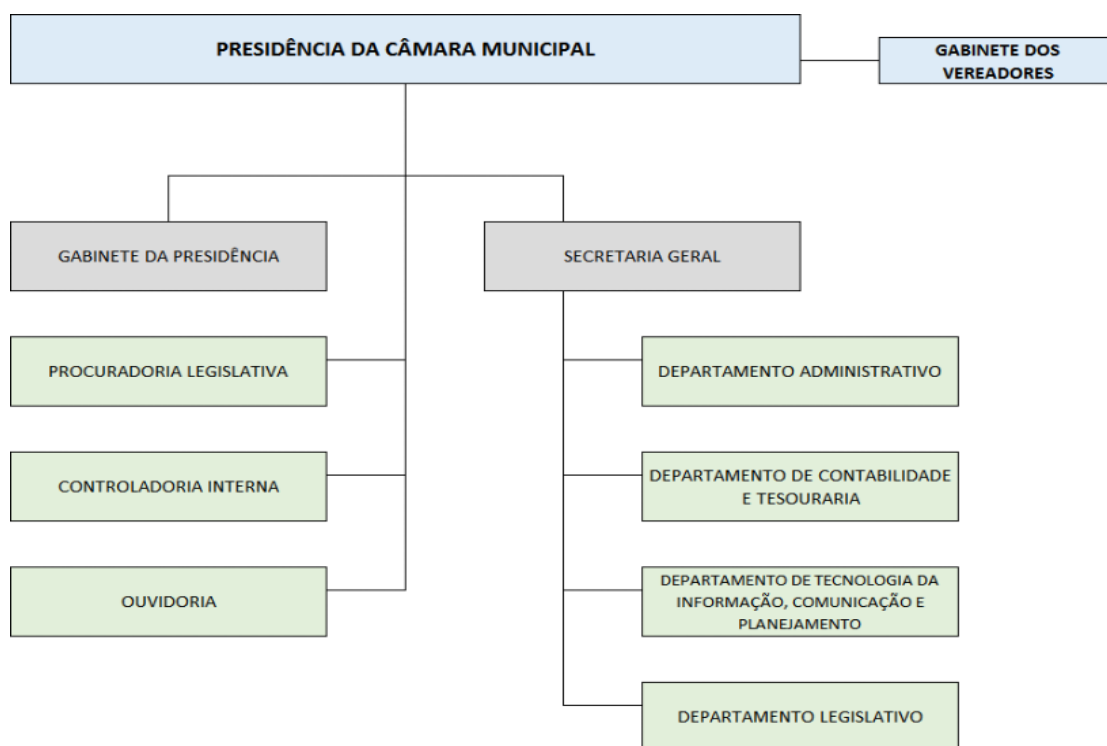 PRESIDÊNCIA DA CÂMARA MUNICIPAL
GABINETE DOS
VEREADORES
GABINETE DA PRESIDÊNCIA
SECRETARIA GERAL
PROCURADORIA LEGISLATIVA
DEPARTAMENTO ADMINISTRATIVO
CONTROLADORIA INTERNA
DEPARTAMENTO DE CONTABILIDADE
E TESOURARIA
OUVIDORIA
DEPARTAMENTO DE TECNOLOGIA DA
INFORMAÇÃO, COMUNICAÇÃO E
PLANEJAMENTO
DEPARTAMENTO LEGISLATIVO